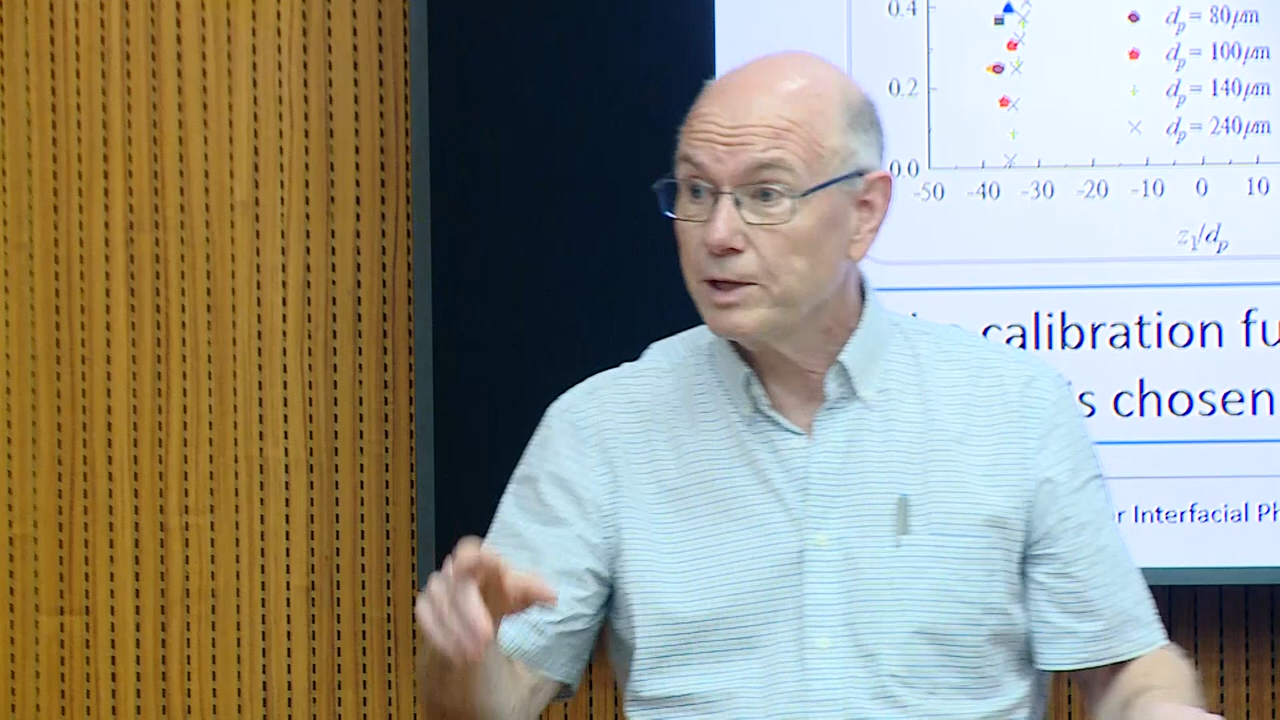 0.4
d_p = 80μm
d_p = 100μm
0.2
d_p = 140μm
d_p = 240μm
0.0
-50 -40 -30 -20 -10 0 10
z_1/d_p
calibration fu
s chosen
r Interfacial Ph